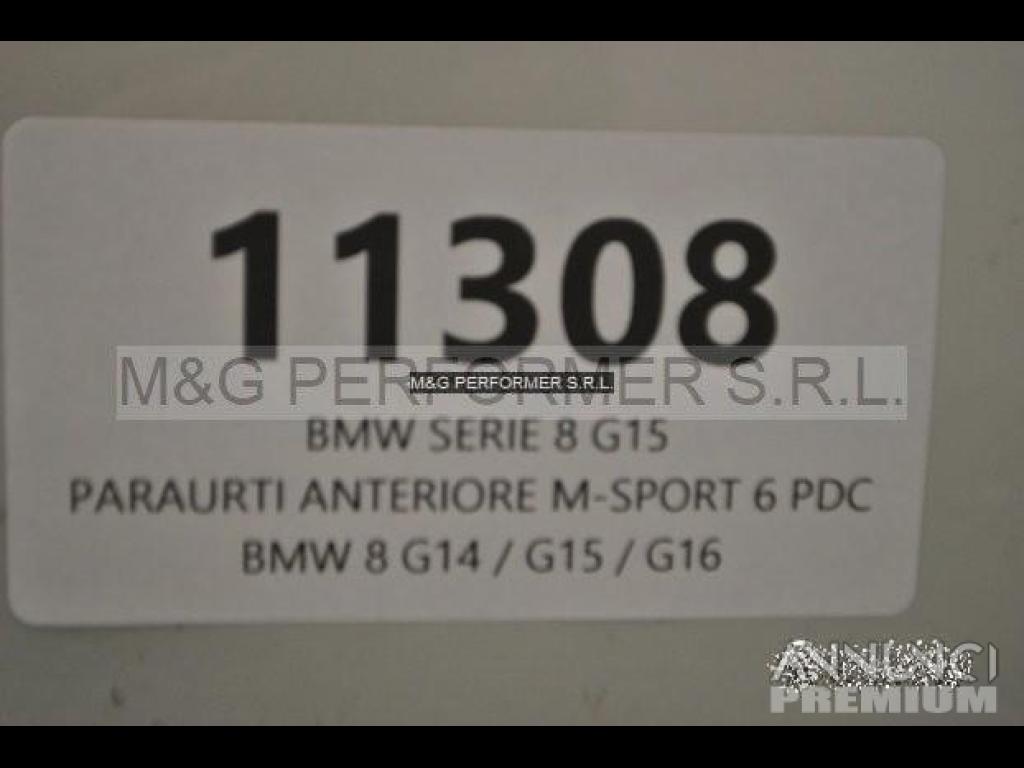 11308
M&G PERFORMER S.R.L.
M&G PERFORMER S.R.L.
BMW SERIE 8 G15
PARAURTI ANTERIORE M-SPORT 6 PDC
BMW 8 G14 / G15 / G16
ANNUNCI
PREMIUM